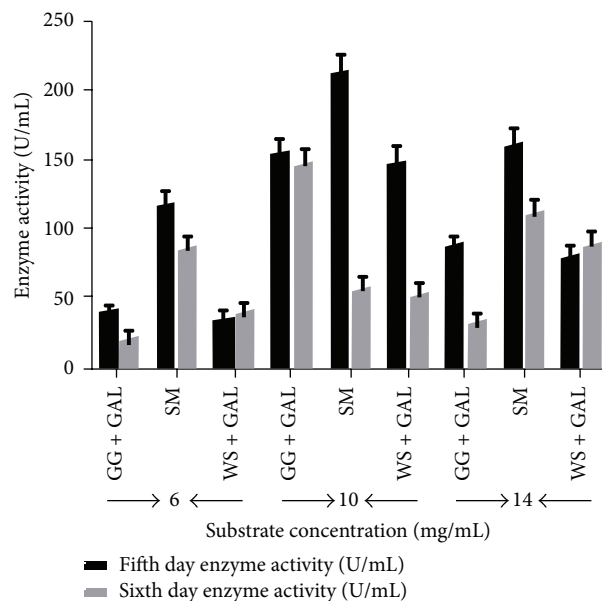 250
200
150
100
50
0
Enzyme activity (U/mL)
GG + GAL
SM
WS + GAL
GG + GAL
SM
WS + GAL
GG + GAL
SM
WS + GAL
6
10
14
Substrate concentration (mg/mL)
Fifth day enzyme activity (U/mL)
Sixth day enzyme activity (U/mL)